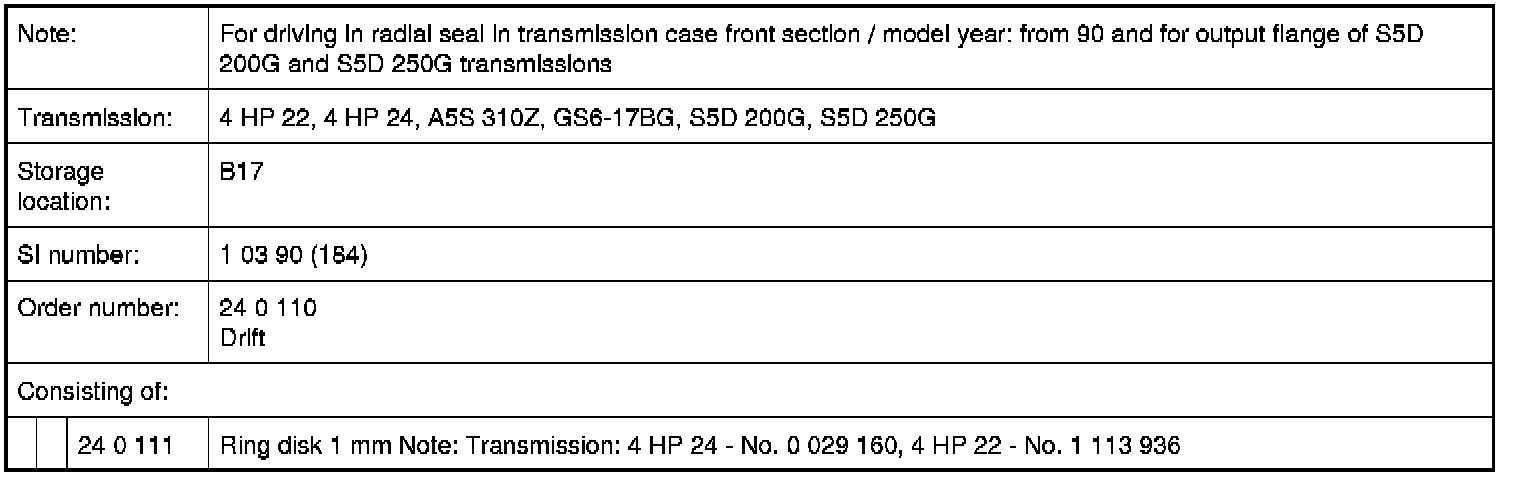 Note: For driving in radial seal in transmission case front section / model year: from 90 and for output flange of S5D
200G and S5D 250G transmissions
Transmission: 4 HP 22, 4 HP 24, A5S 310Z, GS6-17BG, S5D 200G, S5D 250G
Storage B17
location:
SI number: 1 03 90 (184)
Order number: 24 0 110
Drift
Consisting of:
24 0 111 Ring disk 1 mm Note: Transmission: 4 HP 24 - No. 0 029 160, 4 HP 22 - No. 1 113 936